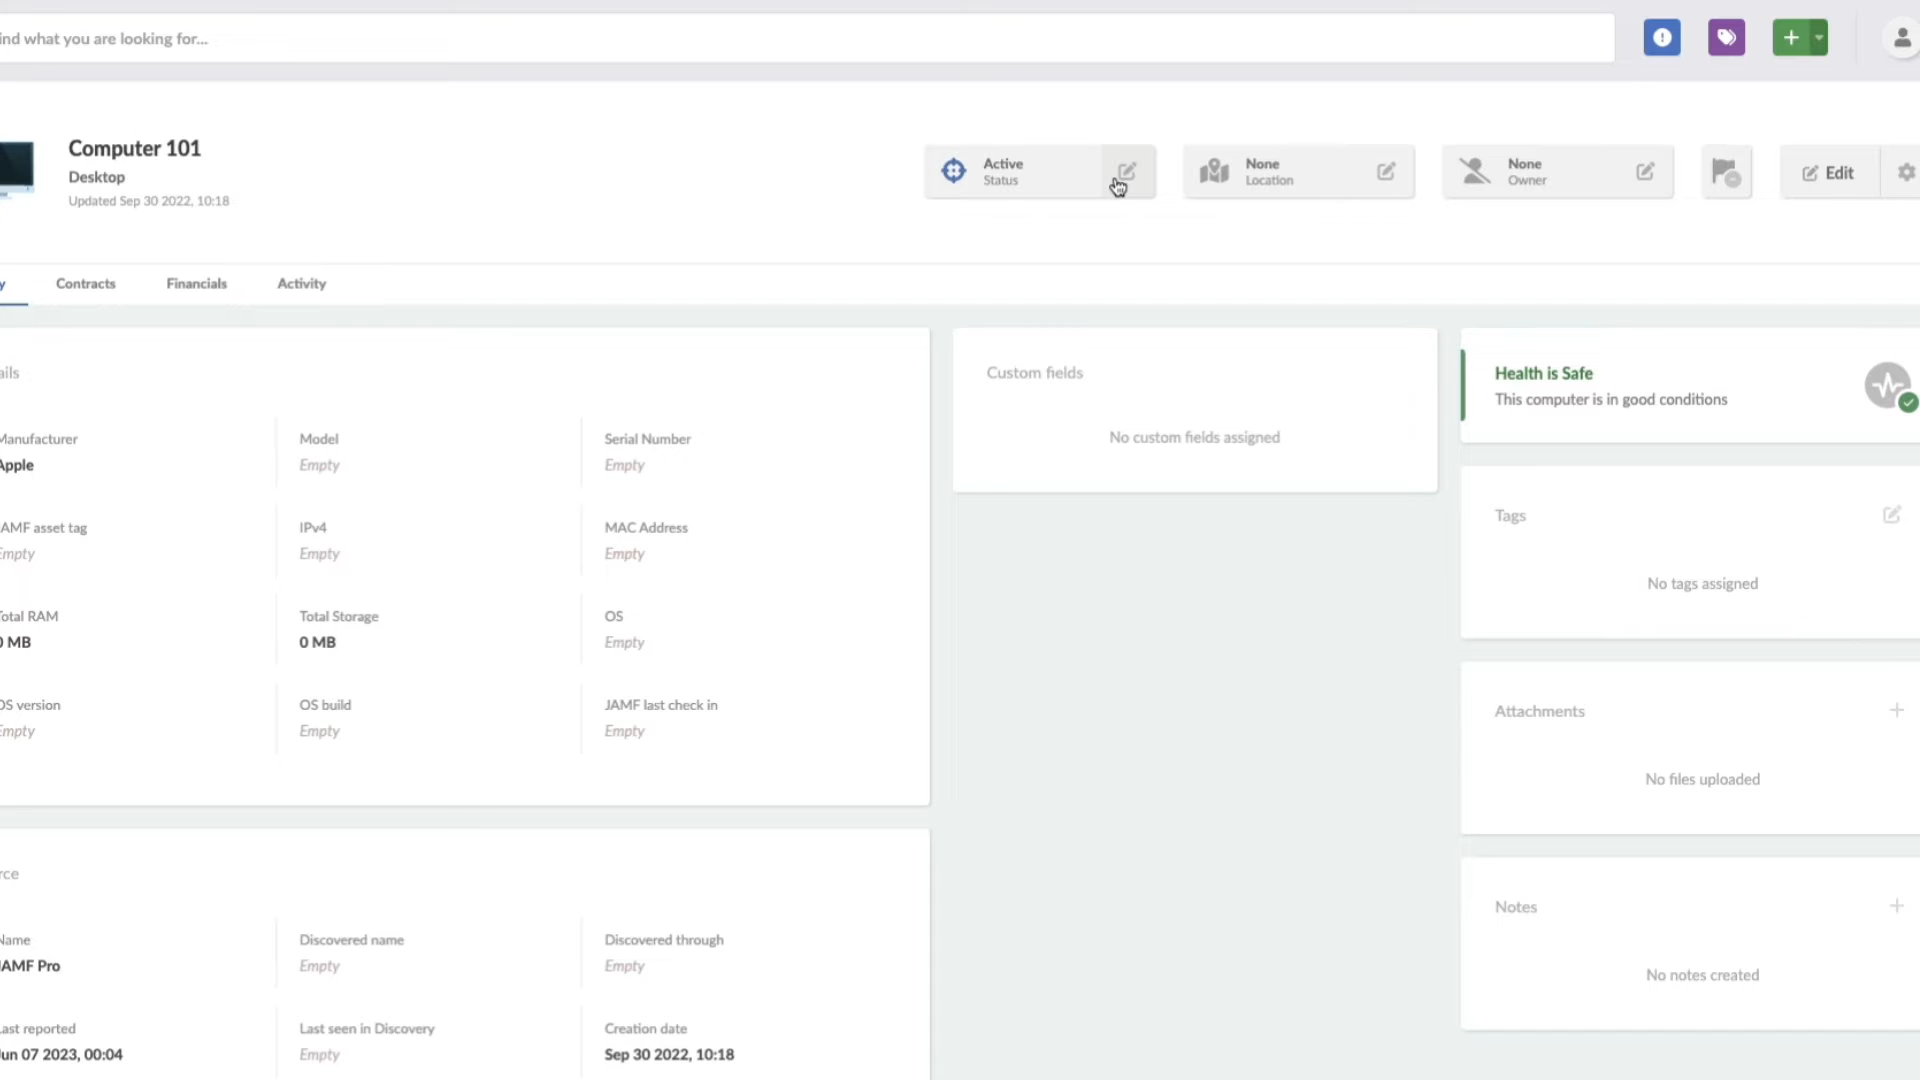 ind what you are looking for...
Computer 101
Desktop
Updated Sep 30 2022, 10:18
Active
Status
None
Location
None
Owner
Edit
y
Contracts
Financials
Activity
ails
Manufacturer
Apple
Model
Empty
Serial Number
Empty
AMF asset tag
Empty
IPv4
Empty
MAC Address
Empty
Total RAM
0 MB
Total Storage
0 MB
OS
Empty
OS version
Empty
OS build
Empty
JAMF last check in
Empty
Custom fields
No custom fields assigned
Health is Safe
This computer is in good conditions
Tags
No tags assigned
Attachments
No files uploaded
Notes
No notes created
rce
Name
JAMF Pro
Discovered name
Empty
Discovered through
Empty
Last reported
Jun 07 2023, 00:04
Last seen in Discovery
Empty
Creation date
Sep 30 2022, 10:18